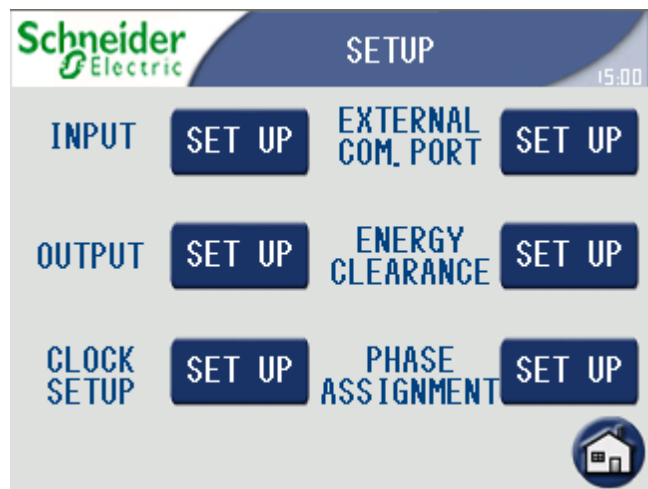 Schneider
Electric
SETUP
15:00
INPUT
SET UP
EXTERNAL
COM. PORT
SET UP
OUTPUT
SET UP
ENERGY
CLEARANCE
SET UP
CLOCK
SETUP
SET UP
PHASE
ASSIGNMENT
SET UP